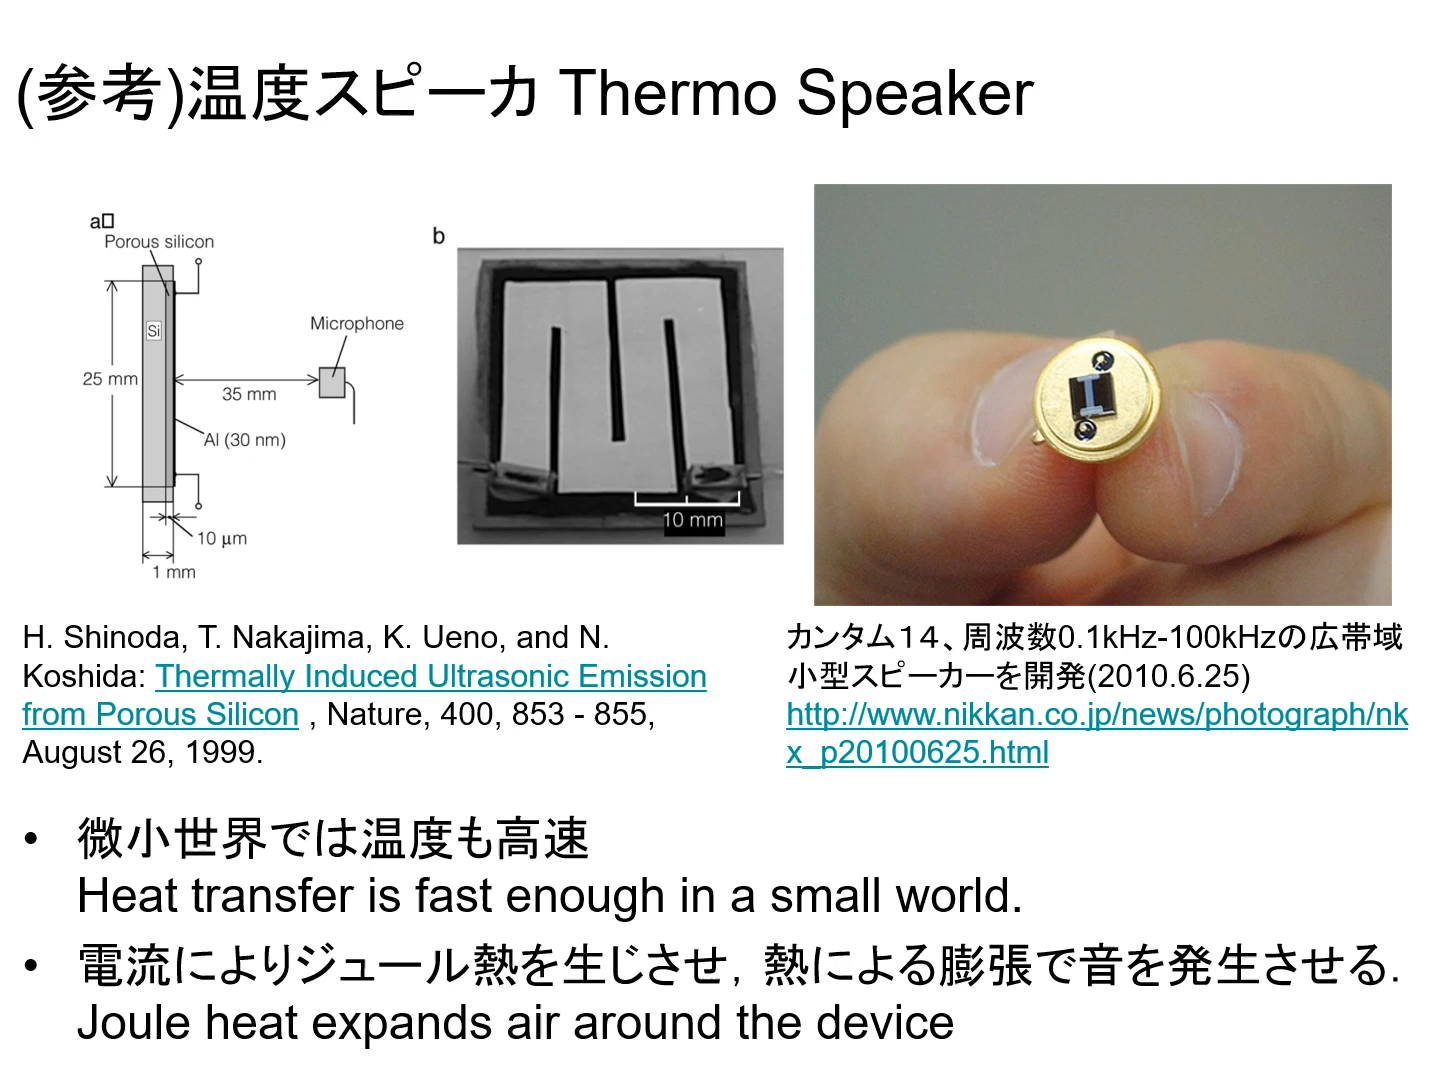 (参考)温度スピーカ Thermo Speaker
a□
Porous silicon
Si
Microphone
25 mm
35 mm
Al (30 nm)
10 μm
1 mm
b
10 mm
H. Shinoda, T. Nakajima, K. Ueno, and N.
Koshida: Thermally Induced Ultrasonic Emission
from Porous Silicon , Nature, 400, 853 - 855,
August 26, 1999.
カンタム１４、周波数0.1kHz-100kHzの広帯域
小型スピーカーを開発(2010.6.25)
http://www.nikkan.co.jp/news/photograph/nk
x_p20100625.html
• 微小世界では温度も高速
Heat transfer is fast enough in a small world.
• 電流によりジュール熱を生じさせ，熱による膨張で音を発生させる．
Joule heat expands air around the device